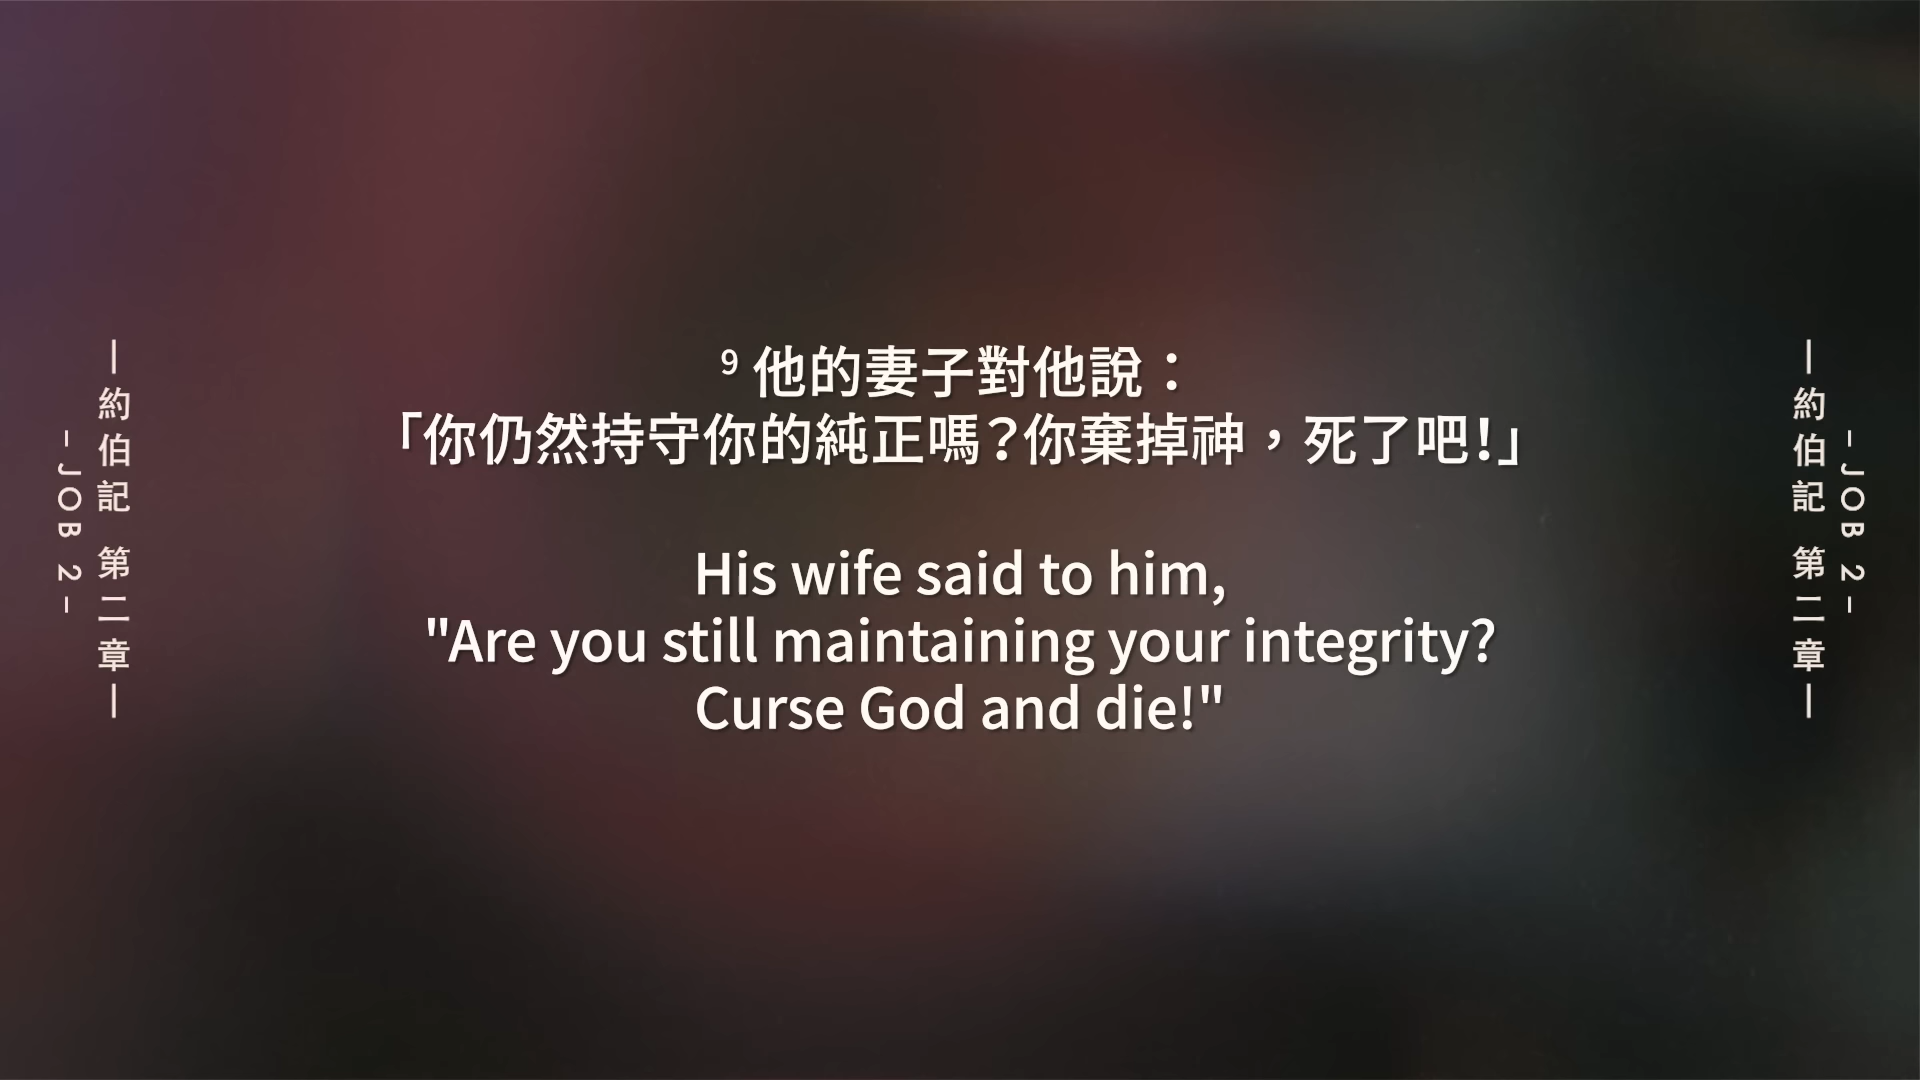 —約伯記 第二章—
– JOB 2 –
9 他的妻子對他說：
「你仍然持守你的純正嗎？你棄掉神，死了吧！」
His wife said to him,
"Are you still maintaining your integrity?
Curse God and die!"
—約伯記 第二章—
– JOB 2 –